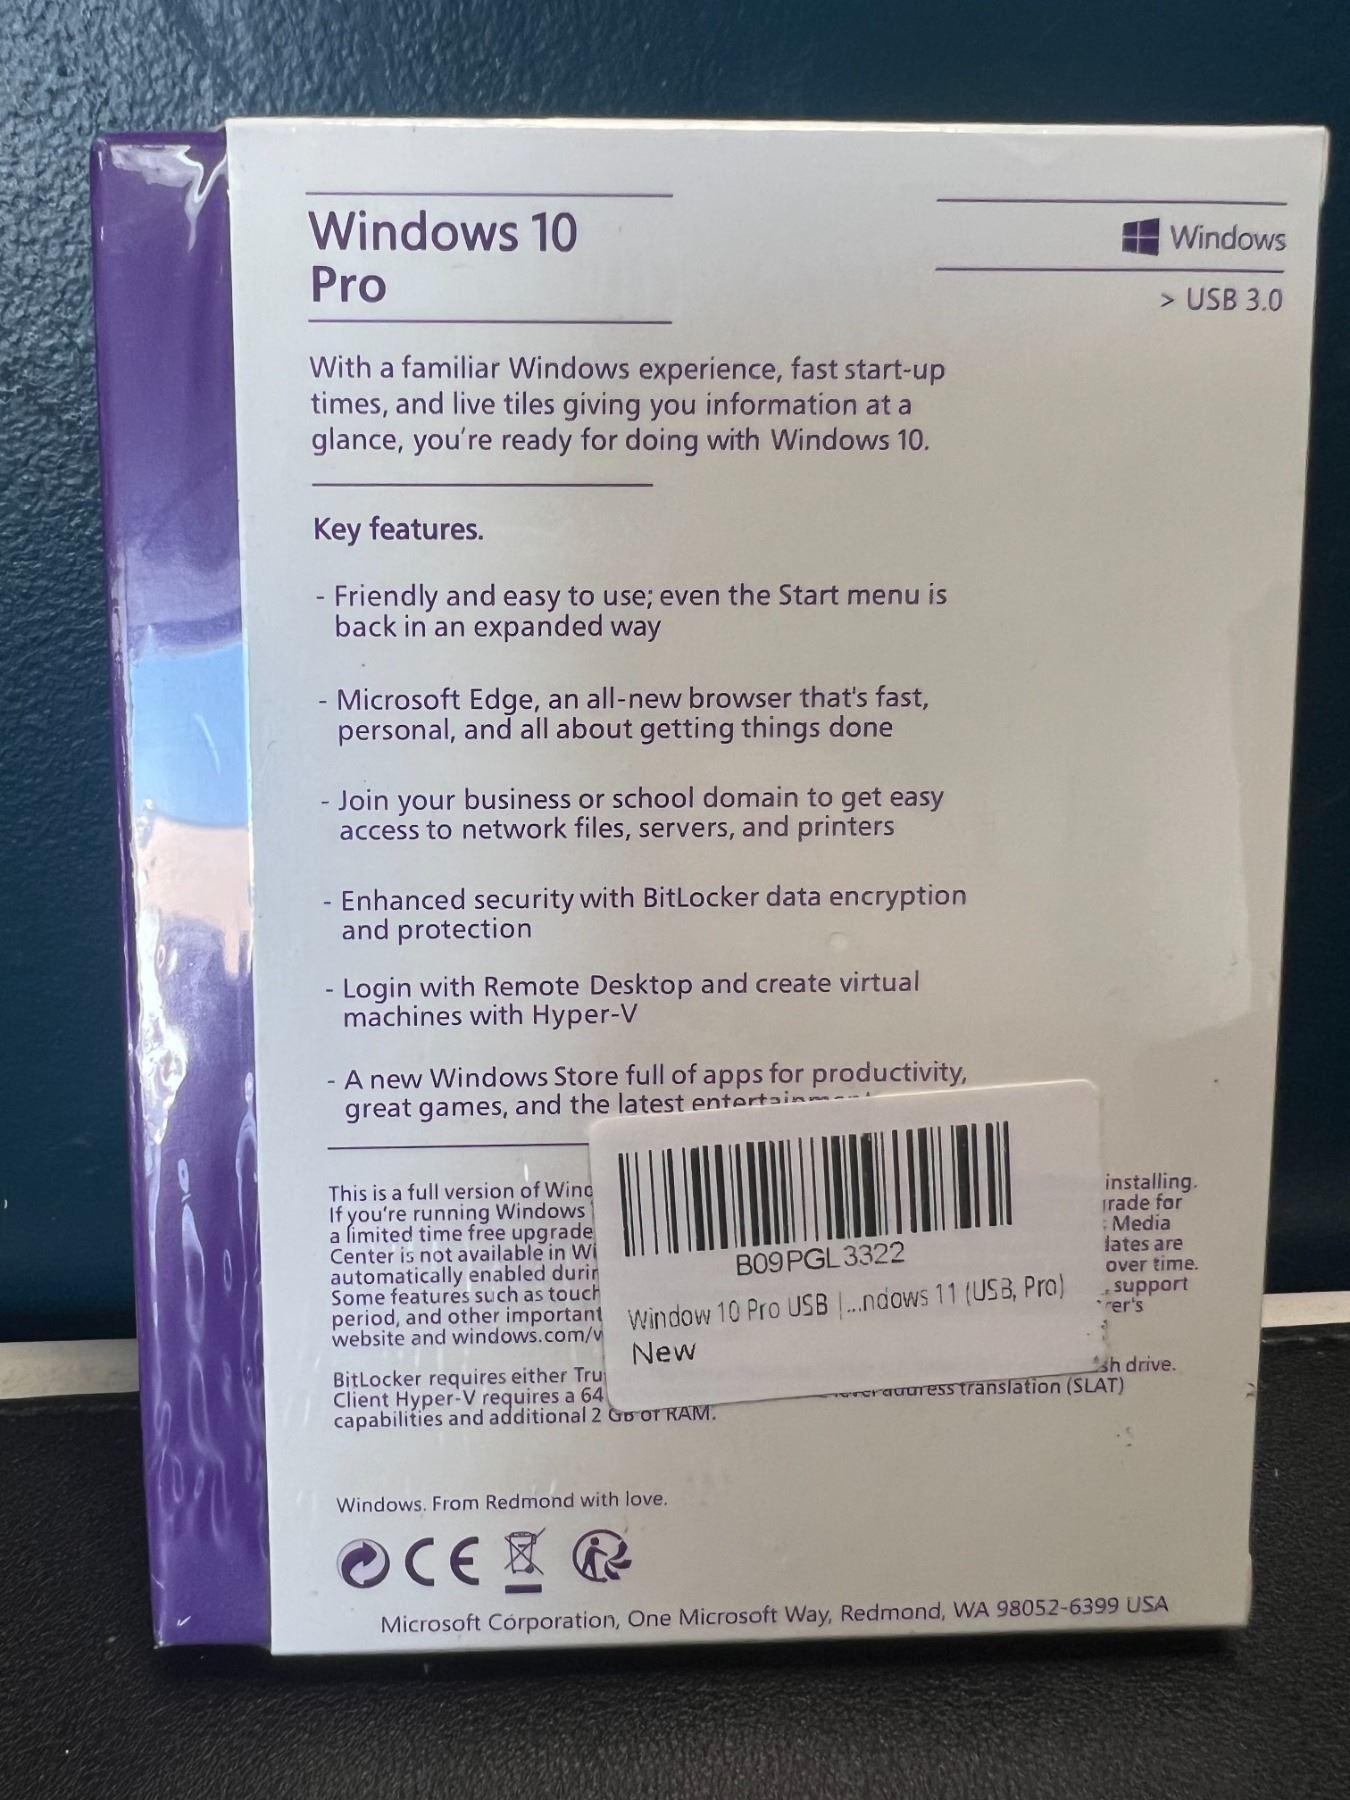 Windows 10
Pro
Windows
> USB 3.0
With a familiar Windows experience, fast start-up
times, and live tiles giving you information at a
glance, you're ready for doing with Windows 10.
Key features.
- Friendly and easy to use; even the Start menu is
back in an expanded way
- Microsoft Edge, an all-new browser that's fast,
personal, and all about getting things done
- Join your business or school domain to get easy
access to network files, servers, and printers
- Enhanced security with BitLocker data encryption
and protection
- Login with Remote Desktop and create virtual
machines with Hyper-V
- A new Windows Store full of apps for productivity,
great games, and the latest
This is a full version of installing.
If you're running Windows
a limited time free upgrade Media
Center is not available in are
automatically enabled over time.
Some features such as support
period, and other important
website and
BitLocker requires either drive.
Client Hyper-V requires a 64 address translation (SLAT)
capabilities and additional 2 GB of RAM.
B09PGL3322
Window 10 Pro USB |...ndows 11 (USB, Pro)
New
Windows. From Redmond with love.
CE
Microsoft Corporation, One Microsoft Way, Redmond, WA 98052-6399 USA